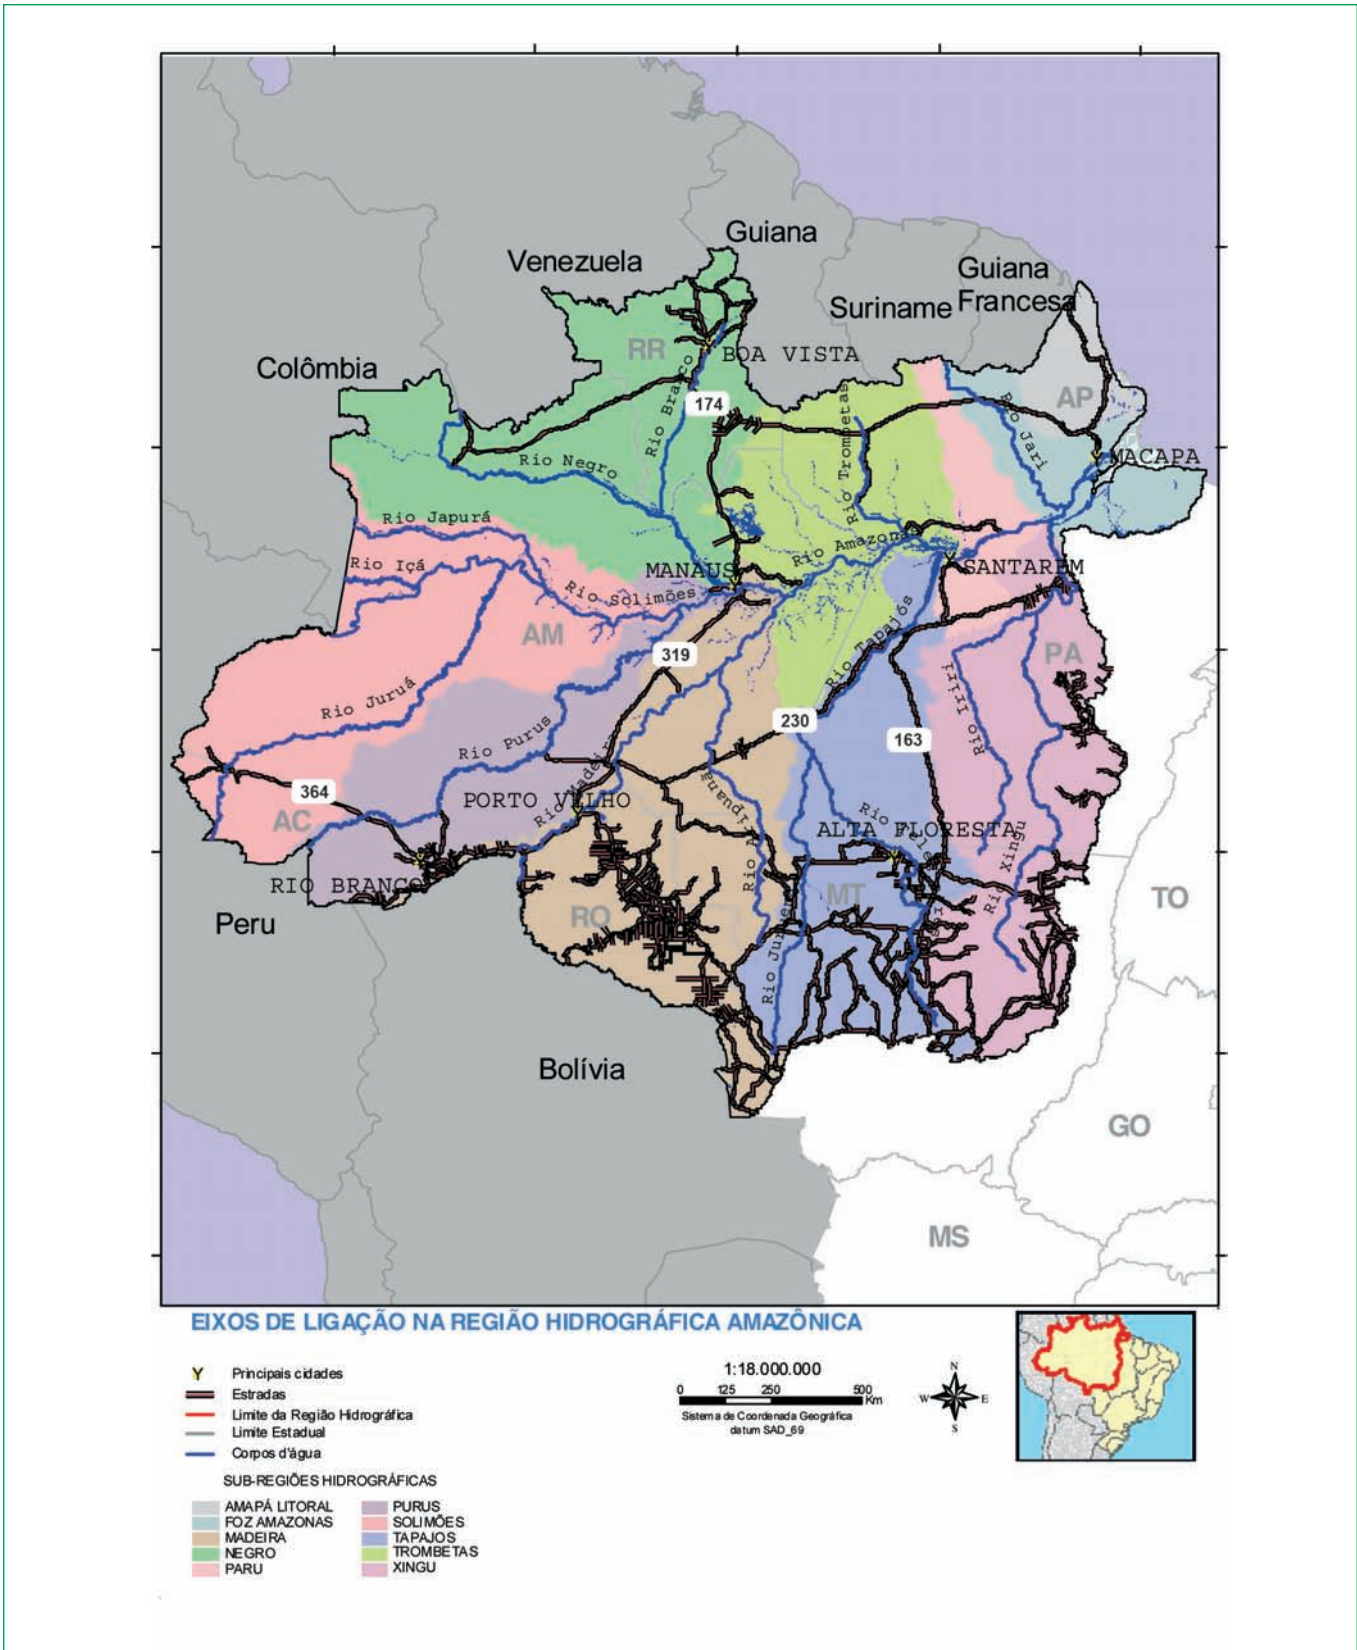 Guiana
Venezuela
Guiana
Francesa
Suriname
RR
BOA VISTA
Colômbia
AP
174
Rio Branco
Rio Trombetas
Rio Jari
MACAPA
Rio Negro
Rio Japurá
Rio Amazonas
Rio Içá
MANAUS
SANTAREM
Rio Solimões
AM
319
Rio Tapajós
PA
Rio Juruá
Rio Iriri
230
Rio Purus
163
364
Rio Madeira
PORTO VELHO
AC
ALTA FLORESTA
Rio Xingu
RIO BRANCO
MT
TO
Peru
RO
Rio Juruena
Bolívia
GO
MS
EIXOS DE LIGAÇÃO NA REGIÃO HIDROGRÁFICA AMAZÔNICA
Principais cidades
Estradas
Limite da Região Hidrográfica
Limite Estadual
Corpos d'água
1:18.000.000
0 125 250 500
Km
Sistema de Coordenada Geográfica
datum SAD_69
N
W E
S
SUB-REGIÕES HIDROGRÁFICAS
AMAPÁ LITORAL
FOZ AMAZONAS
MADEIRA
NEGRO
PARU
PURUS
SOLIMÕES
TAPAJOS
TROMBETAS
XINGU